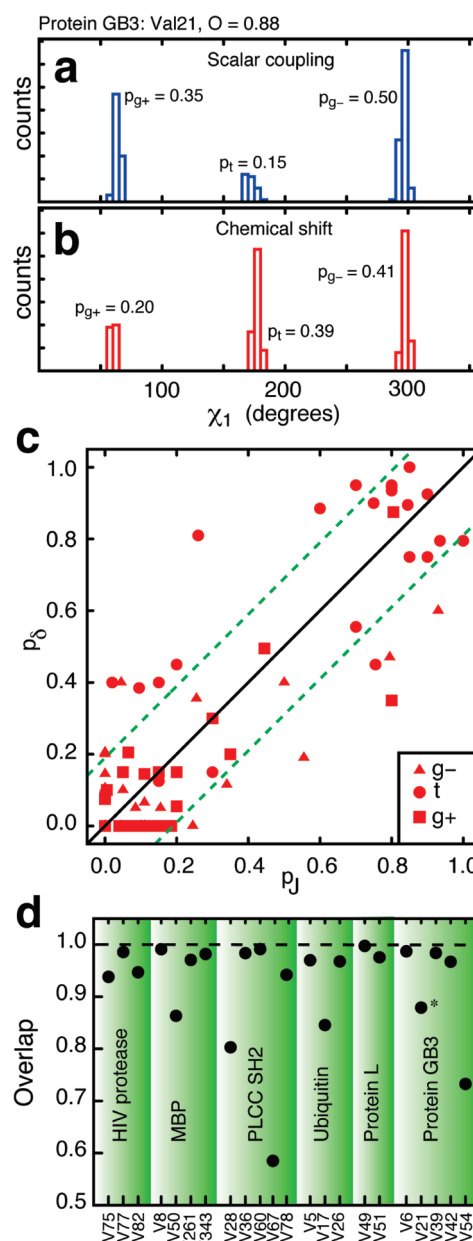 Protein GB3: Val21, O = 0.88
a
Scalar coupling
counts
pg+ = 0.35
pt = 0.15
pg− = 0.50
b
Chemical shift
counts
pg+ = 0.20
pt = 0.39
pg− = 0.41
100 200 300
χ1 (degrees)
c
pδ
1.0
0.8
0.6
0.4
0.2
0.0
0.0 0.2 0.4 0.6 0.8 1.0
pJ
g−
t
g+
d
Overlap
1.0
0.9
0.8
0.7
0.6
0.5
HIV protease
MBP
PLCC SH2
Ubiquitin
Protein L
Protein GB3
*
V75 V77 V82 V8 V50 261 343 V28 V36 V60 V67 V78 V5 V17 V26 V49 V51 V6 V21 V39 V42 V54